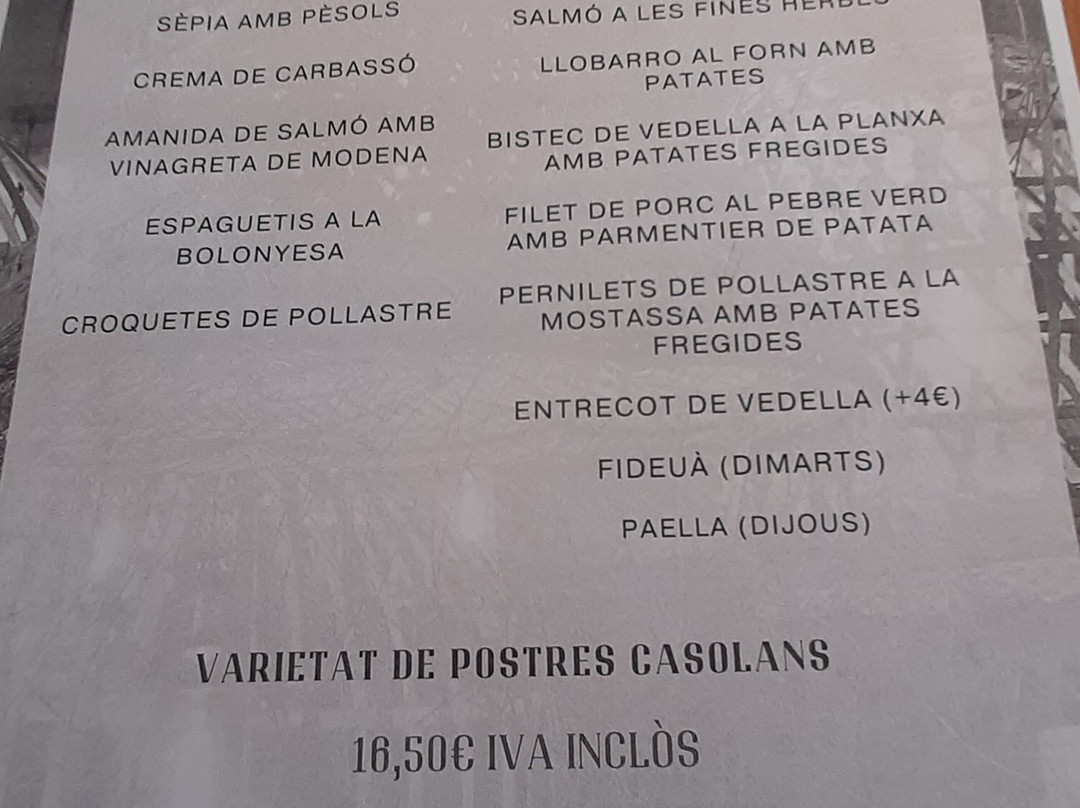 SÈPIA AMB PÈSOLS
CREMA DE CARBASSÓ
AMANIDA DE SALMÓ AMB
VINAGRETA DE MODENA
ESPAGUETIS A LA
BOLONYESA
CROQUETES DE POLLASTRE
SALMÓ A LES FINES HERBES
LLOBARRO AL FORN AMB
PATATES
BISTEC DE VEDELLA A LA PLANXA
AMB PATATES FREGIDES
FILET DE PORC AL PEBRE VERD
AMB PARMENTIER DE PATATA
PERNILETS DE POLLASTRE A LA
MOSTASSA AMB PATATES
FREGIDES
ENTRECOT DE VEDELLA (+4€)
FIDEUÀ (DIMARTS)
PAELLA (DIJOUS)
VARIETAT DE POSTRES CASOLANS
16,50€ IVA INCLÒS